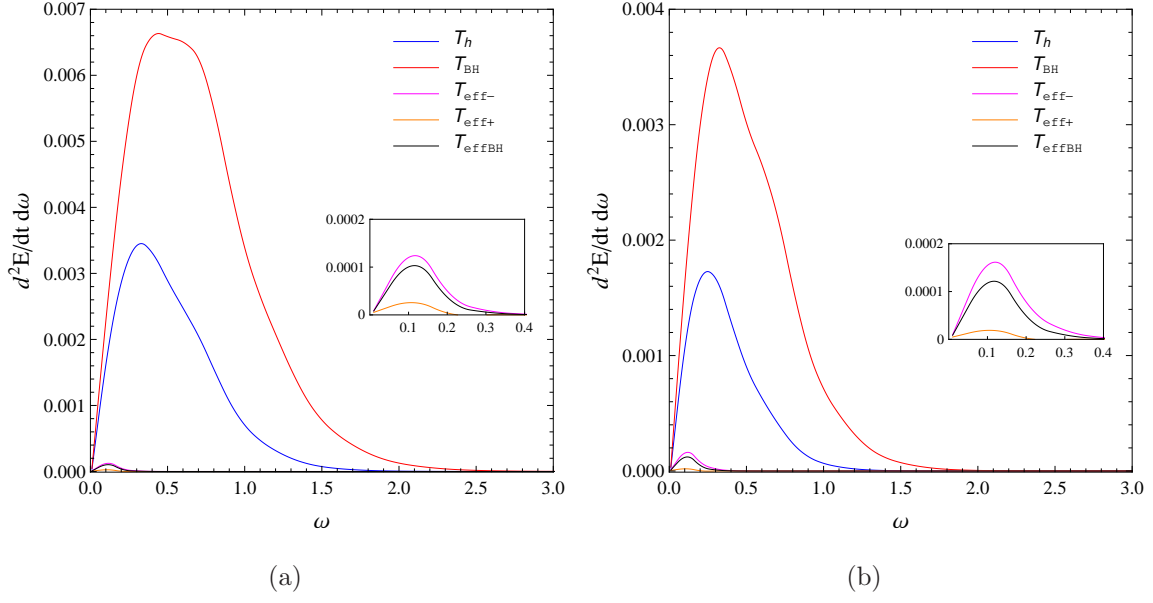 0.007
0.006
0.005
0.004
0.003
0.002
0.001
0.000
0.0
0.5
1.0
1.5
2.0
2.5
3.0
d²E/dt dω
ω
T_h
T_BH
T_eff−
T_eff+
T_effBH
0.0002
0.0001
0
0.1
0.2
0.3
0.4
(a)
0.004
0.003
0.002
0.001
0.000
0.0
0.5
1.0
1.5
2.0
2.5
3.0
d²E/dt dω
ω
T_h
T_BH
T_eff−
T_eff+
T_effBH
0.0002
0.0001
0
0.1
0.2
0.3
0.4
(b)